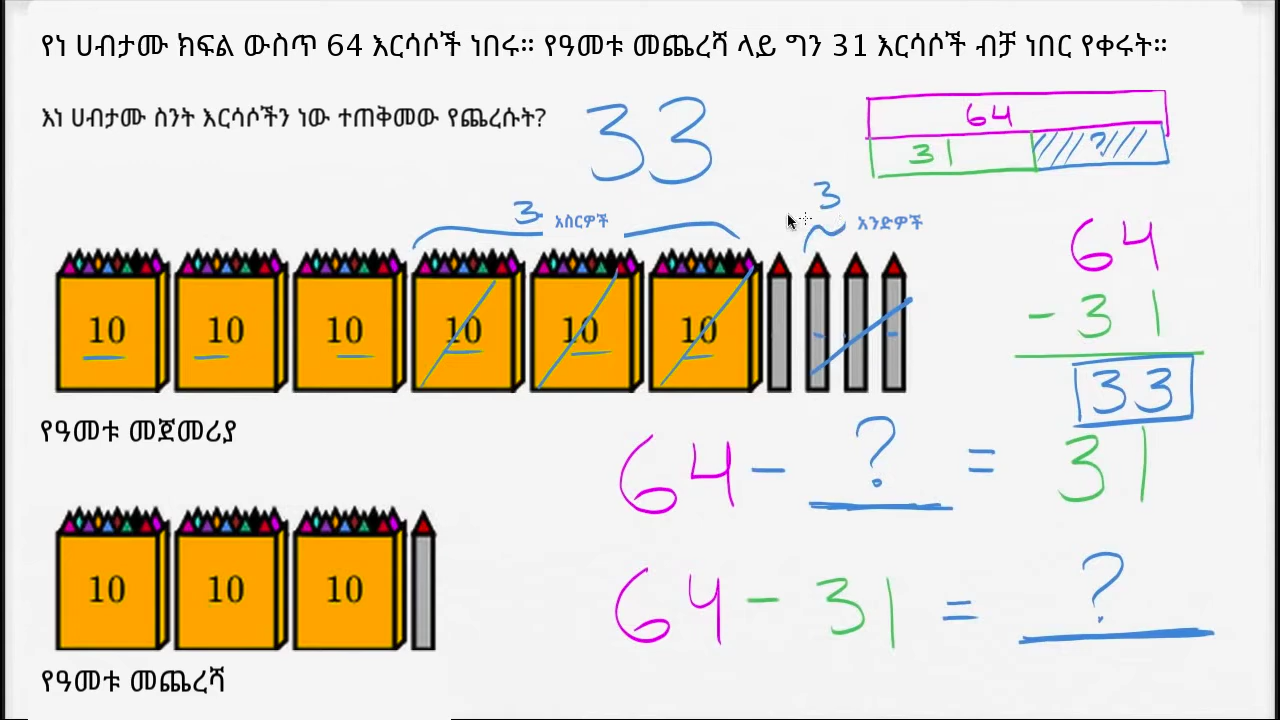 የነ ሀብታሙ ክፍል ውስጥ 64 እርሳሶች ነበሩ። የዓመቱ መጨረሻ ላይ ግን 31 እርሳሶች ብቻ ነበር የቀሩት።
እነ ሀብታሙ ስንት እርሳሶችን ነው ተጠቅመው የጨረሱት?
33
64
31 ?
3 አስርዎች
3 አንድዎች
10 10 10 10 10 10
64
- 31
33
የዓመቱ መጀመሪያ
64 - ? = 31
10 10 10
64 - 31 = ?
የዓመቱ መጨረሻ